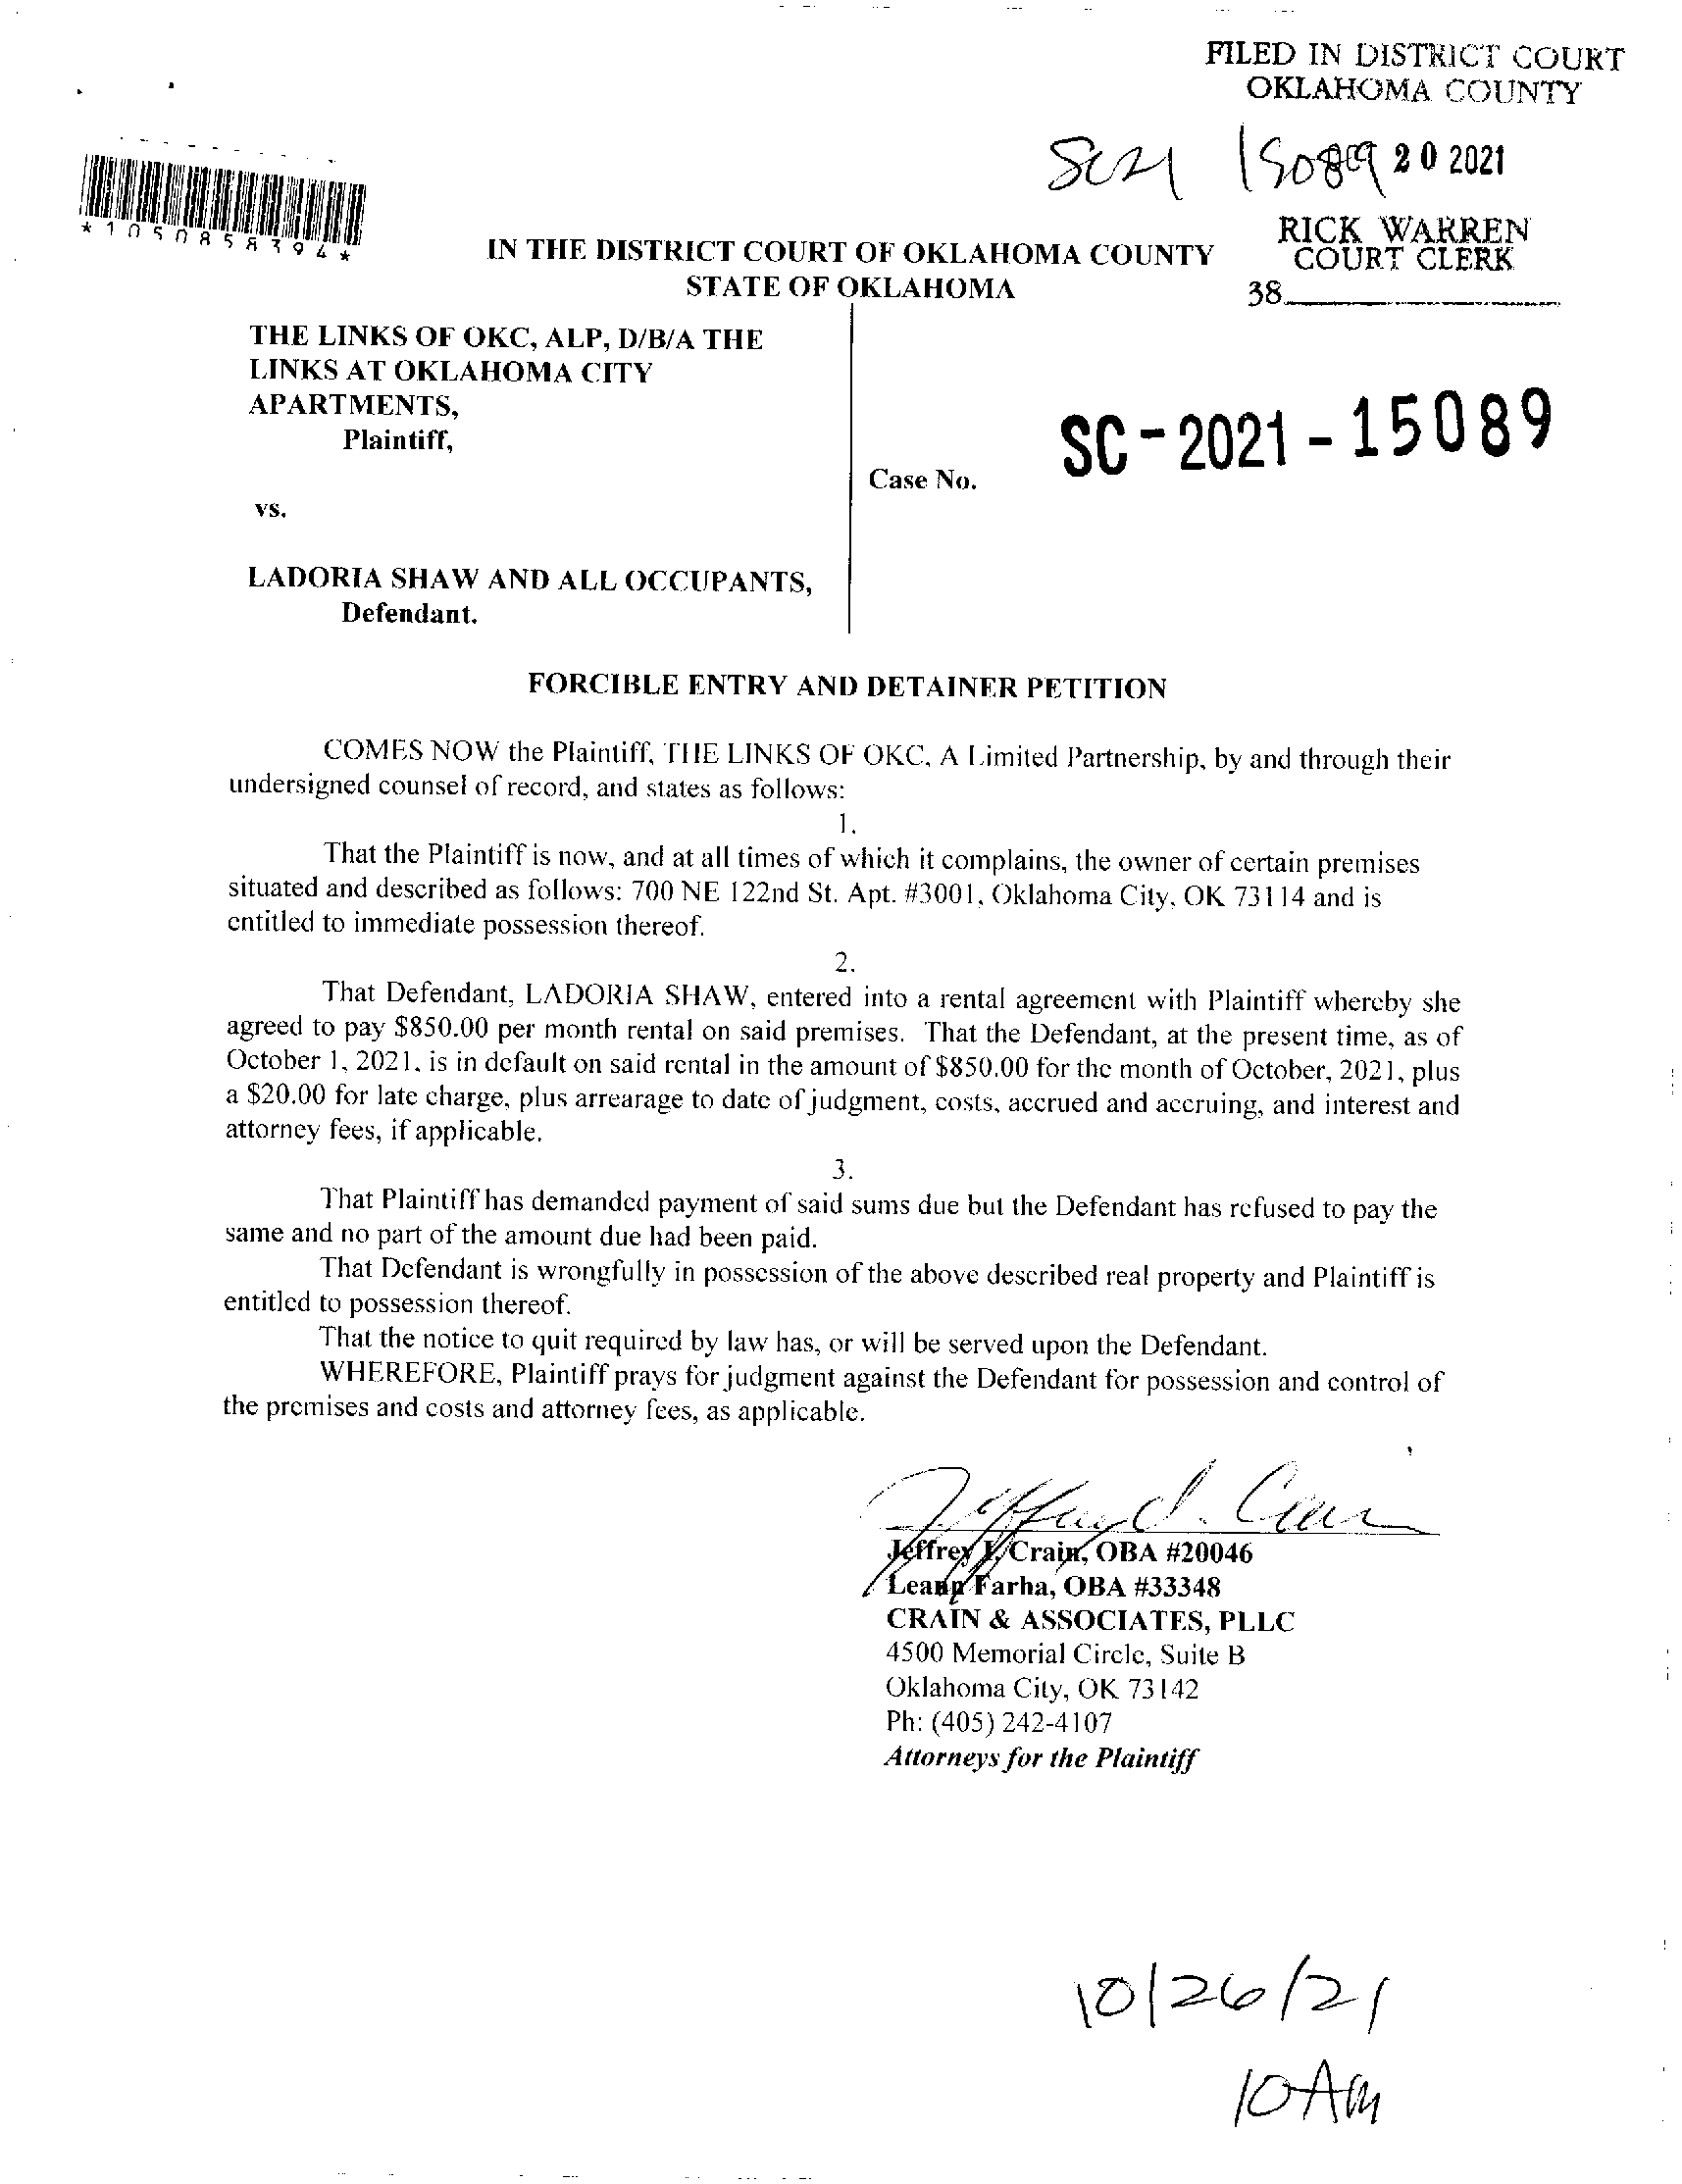 FILED IN DISTRICT COURT
OKLAHOMA COUNTY
SC21 15089 20 2021
RICK WARREN
COURT CLERK
38
*1050858394*
IN THE DISTRICT COURT OF OKLAHOMA COUNTY
STATE OF OKLAHOMA
THE LINKS OF OKC, ALP, D/B/A THE
LINKS AT OKLAHOMA CITY
APARTMENTS,
Plaintiff,
SC-2021-15089
Case No.
vs.
LADORIA SHAW AND ALL OCCUPANTS,
Defendant.
FORCIBLE ENTRY AND DETAINER PETITION
COMES NOW the Plaintiff, THE LINKS OF OKC, A Limited Partnership, by and through their
undersigned counsel of record, and states as follows:
1.
That the Plaintiff is now, and at all times of which it complains, the owner of certain premises
situated and described as follows: 700 NE 122nd St. Apt. #3001, Oklahoma City, OK 73114 and is
entitled to immediate possession thereof.
2.
That Defendant, LADORIA SHAW, entered into a rental agreement with Plaintiff whereby she
agreed to pay $850.00 per month rental on said premises. That the Defendant, at the present time, as of
October 1, 2021, is in default on said rental in the amount of $850.00 for the month of October, 2021, plus
a $20.00 for late charge, plus arrearage to date of judgment, costs, accrued and accruing, and interest and
attorney fees, if applicable.
3.
That Plaintiff has demanded payment of said sums due but the Defendant has refused to pay the
same and no part of the amount due had been paid.
That Defendant is wrongfully in possession of the above described real property and Plaintiff is
entitled to possession thereof.
That the notice to quit required by law has, or will be served upon the Defendant.
WHEREFORE, Plaintiff prays for judgment against the Defendant for possession and control of
the premises and costs and attorney fees, as applicable.
Jeffrey Crain, OBA #20046
Leann Farha, OBA #33348
CRAIN & ASSOCIATES, PLLC
4500 Memorial Circle, Suite B
Oklahoma City, OK 73142
Ph: (405) 242-4107
Attorneys for the Plaintiff
10/26/21
10 AM